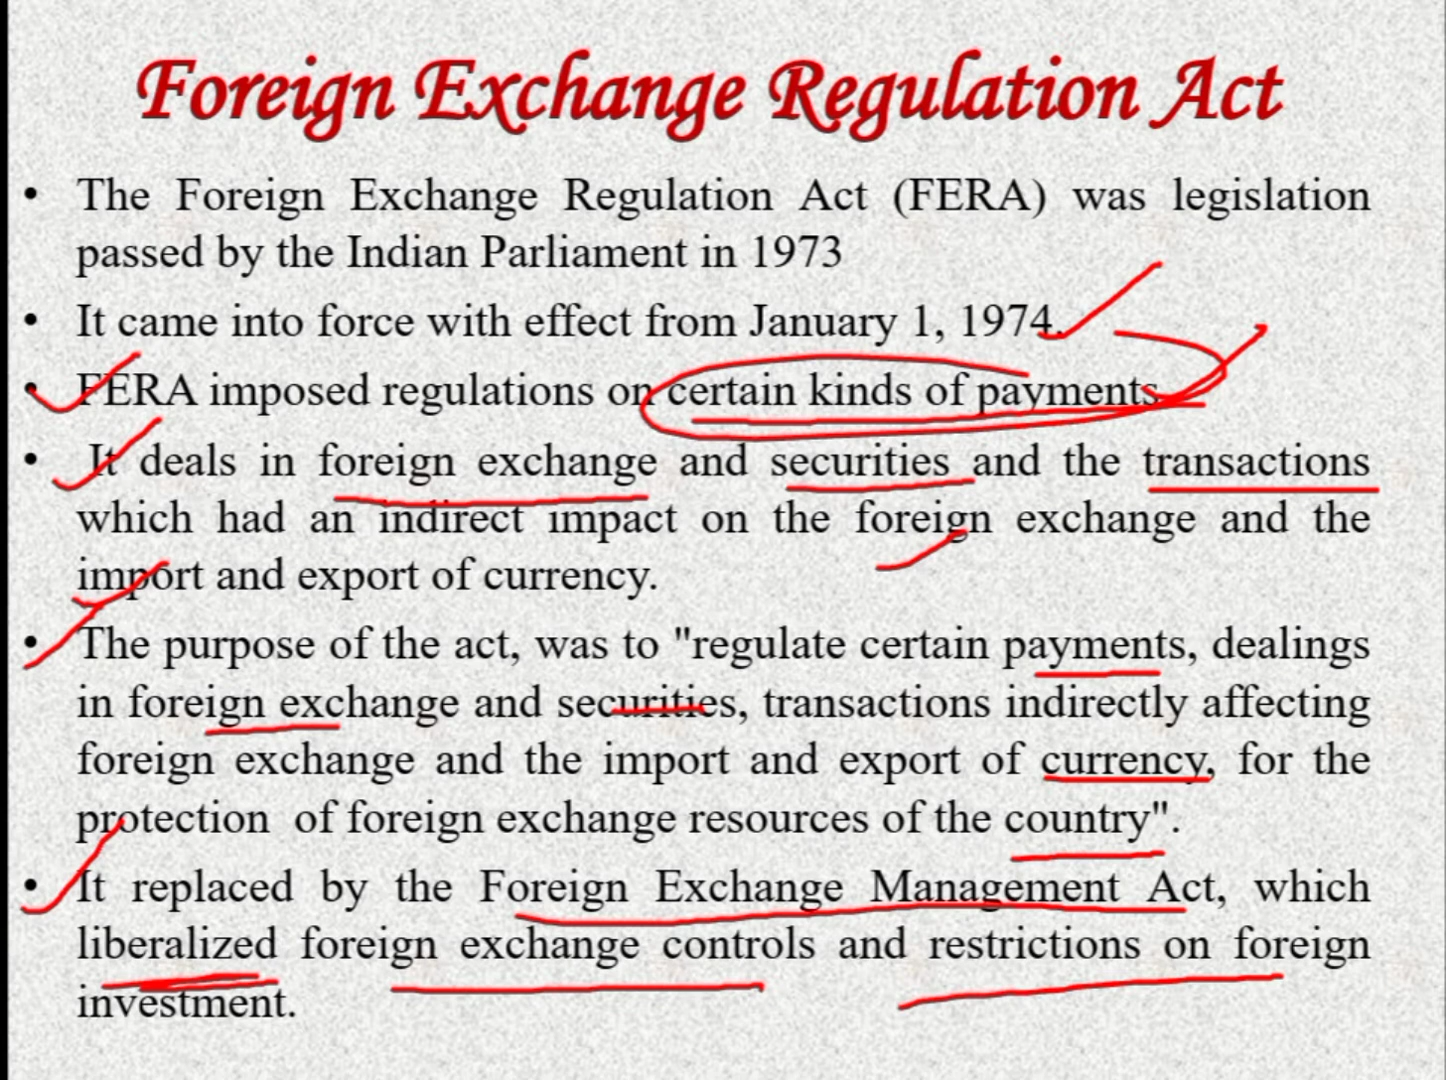 Foreign Exchange Regulation Act
• The Foreign Exchange Regulation Act (FERA) was legislation
passed by the Indian Parliament in 1973
• It came into force with effect from January 1, 1974.
• FERA imposed regulations on certain kinds of payments
• It deals in foreign exchange and securities and the transactions
which had an indirect impact on the foreign exchange and the
import and export of currency.
• The purpose of the act, was to "regulate certain payments, dealings
in foreign exchange and securities, transactions indirectly affecting
foreign exchange and the import and export of currency, for the
protection of foreign exchange resources of the country".
• It replaced by the Foreign Exchange Management Act, which
liberalized foreign exchange controls and restrictions on foreign
investment.